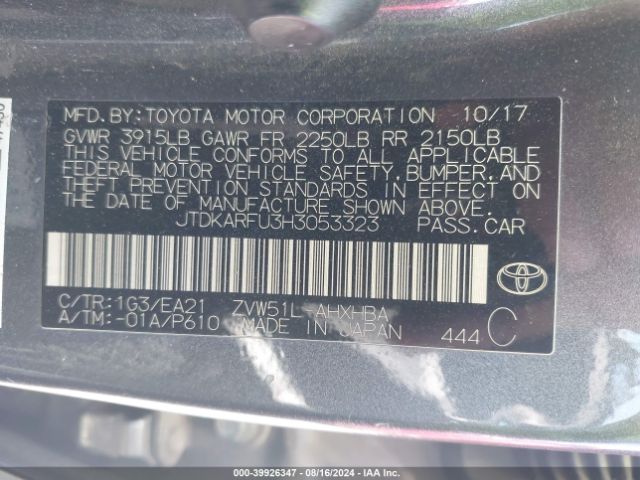 MFD.BY:TOYOTA MOTOR CORPORATION 10/17
GVWR 3915LB GAWR FR 2250LB RR 2150LB
THIS VEHICLE CONFORMS TO ALL APPLICABLE
FEDERAL MOTOR VEHICLE SAFETY,BUMPER,AND
THEFT PREVENTION STANDARDS IN EFFECT ON
THE DATE OF MANUFACTURE SHOWN ABOVE.
JTDKARFU3H3053323 PASS.CAR
C/TR:1G3/EA21 ZVW51L-AHXHBA
A/TM:-01A/P610 MADE IN JAPAN 444 C
000-39926347 - 08/16/2024 - IAA Inc.